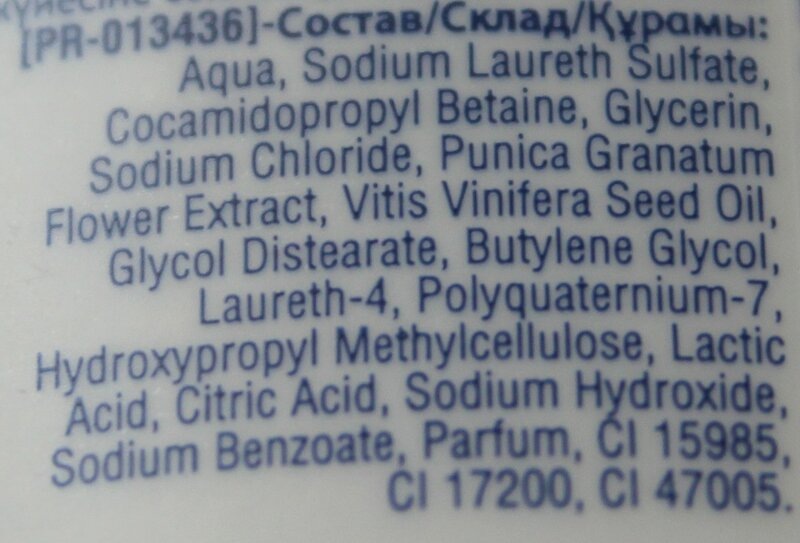 [PR-013436]-Состав/Склад/Құрамы:
Aqua, Sodium Laureth Sulfate,
Cocamidopropyl Betaine, Glycerin,
Sodium Chloride, Punica Granatum
Flower Extract, Vitis Vinifera Seed Oil,
Glycol Distearate, Butylene Glycol,
Laureth-4, Polyquaternium-7,
Hydroxypropyl Methylcellulose, Lactic
Acid, Citric Acid, Sodium Hydroxide,
Sodium Benzoate, Parfum, CI 15985,
CI 17200, CI 47005.